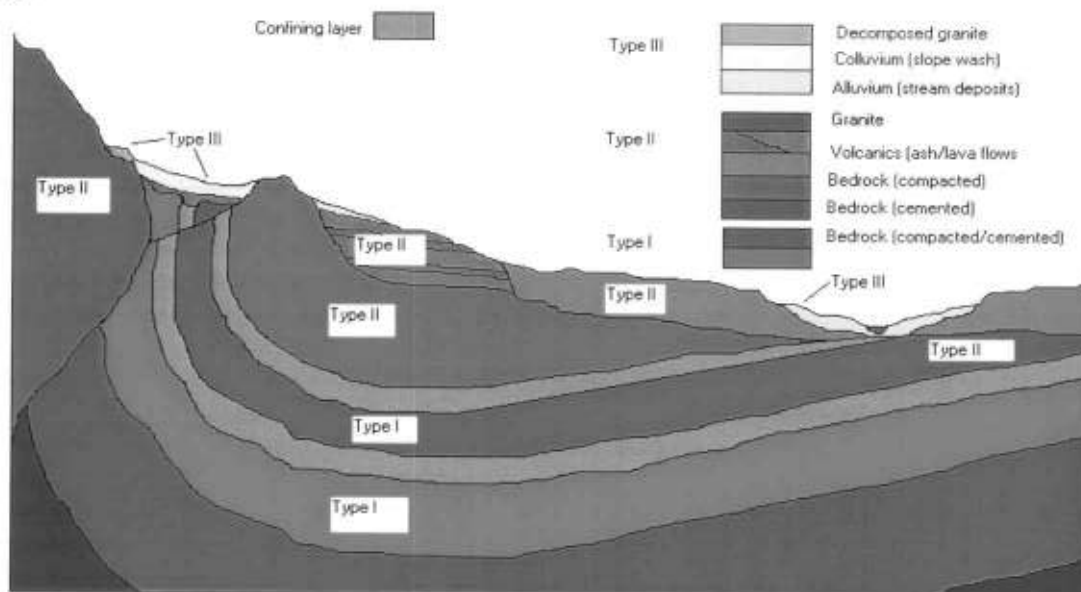 Confining layer
Type III
Decomposed granite
Colluvium (slope wash)
Alluvium (stream deposits)
Type II
Granite
Volcanics (ash/lava flows
Bedrock (compacted)
Bedrock (cemented)
Type I
Bedrock (compacted/cemented)
Type III
Type II
Type II
Type II
Type III
Type II
Type II
Type I
Type I